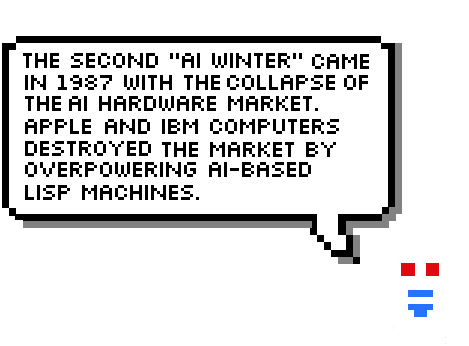 THE SECOND "AI WINTER" CAME
IN 1987 WITH THE COLLAPSE OF
THE AI HARDWARE MARKET.
APPLE AND IBM COMPUTERS
DESTROYED THE MARKET BY
OVERPOWERING AI-BASED
LISP MACHINES.